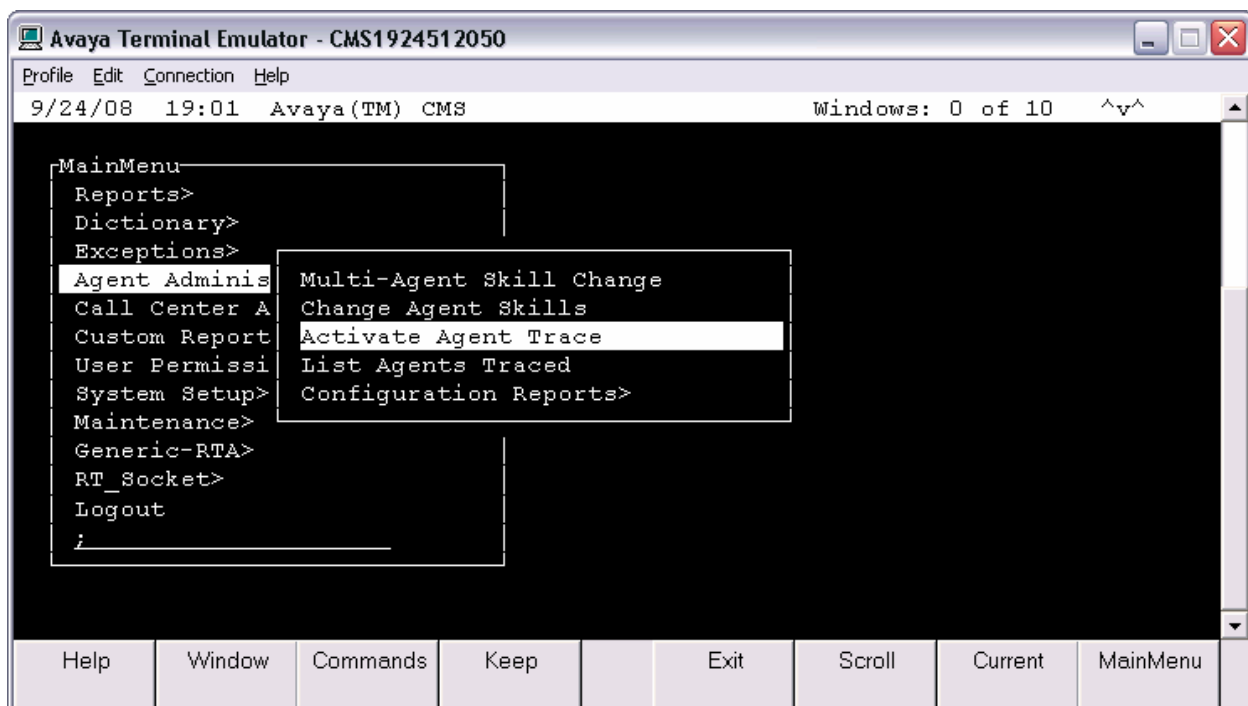 Avaya Terminal Emulator - CMS1924512050
Profile Edit Connection Help
9/24/08 19:01 Avaya(TM) CMS Windows: 0 of 10 ^v^
MainMenu
Reports>
Dictionary>
Exceptions>
Agent Adminis
Call Center A
Custom Report
User Permissi
System Setup>
Maintenance>
Generic-RTA>
RT_Socket>
Logout
;
Multi-Agent Skill Change
Change Agent Skills
Activate Agent Trace
List Agents Traced
Configuration Reports>
Help Window Commands Keep Exit Scroll Current MainMenu